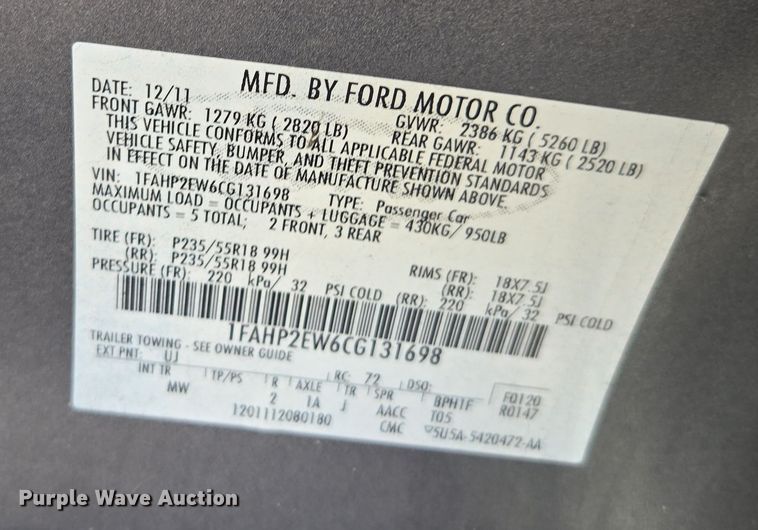 MFD. BY FORD MOTOR CO.
DATE: 12/11 GVWR: 2386 KG ( 5260 LB)
FRONT GAWR: 1279 KG ( 2820 LB) REAR GAWR: 1143 KG ( 2520 LB)
THIS VEHICLE CONFORMS TO ALL APPLICABLE FEDERAL MOTOR
VEHICLE SAFETY, BUMPER, AND THEFT PREVENTION STANDARDS
IN EFFECT ON THE DATE OF MANUFACTURE SHOWN ABOVE.
VIN: 1FAHP2EW6CG131698 TYPE: Passenger Car
MAXIMUM LOAD = OCCUPANTS + LUGGAGE = 430KG/ 950LB
OCCUPANTS = 5 TOTAL; 2 FRONT, 3 REAR
TIRE (FR): P235/55R18 99H RIMS (FR): 18X7.5J
(RR): P235/55R18 99H (RR): 18X7.5J
PRESSURE (FR): 220 kPa/ 32 PSI COLD (RR): 220 kPa/ 32 PSI COLD
1FAHP2EW6CG131698
TRAILER TOWING - SEE OWNER GUIDE
EXT PNT: UJ RC: 72 DSO: F0120
INT TR TP/PS R AXLE TR SPR BPHTF R0147
MW 2 1A J AACC T05
1201112080180 CMC 5U5A-5420472-AA
Purple Wave Auction